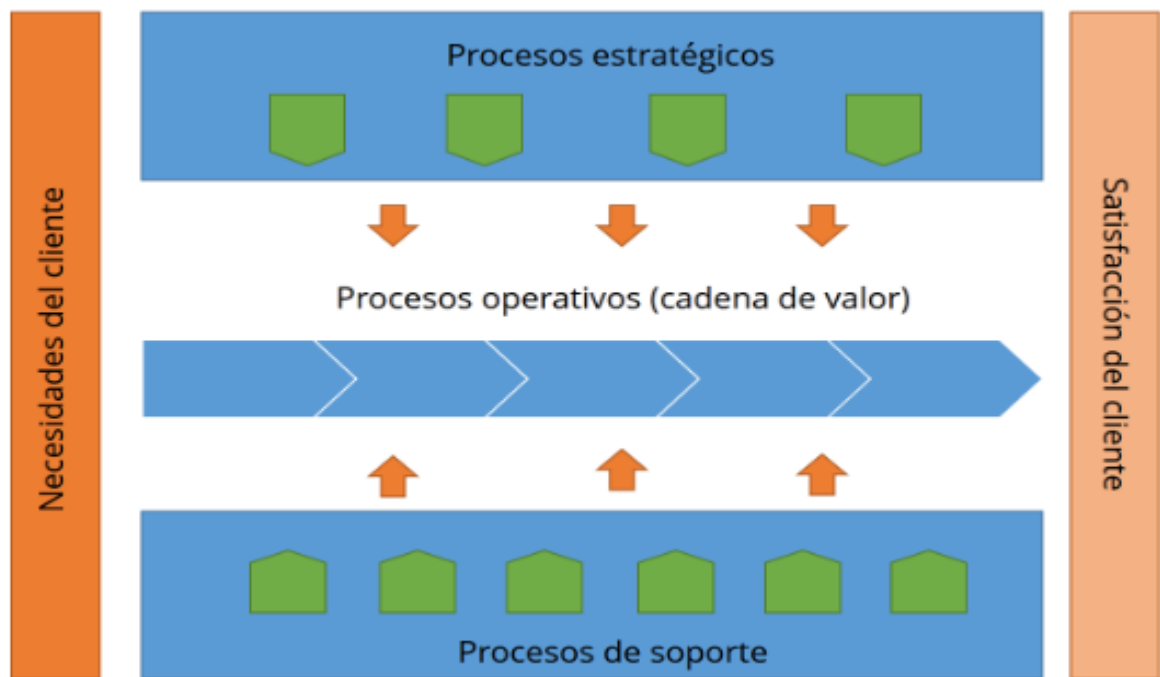 Necesidades del cliente
Procesos estratégicos
Procesos operativos (cadena de valor)
Procesos de soporte
Satisfacción del cliente